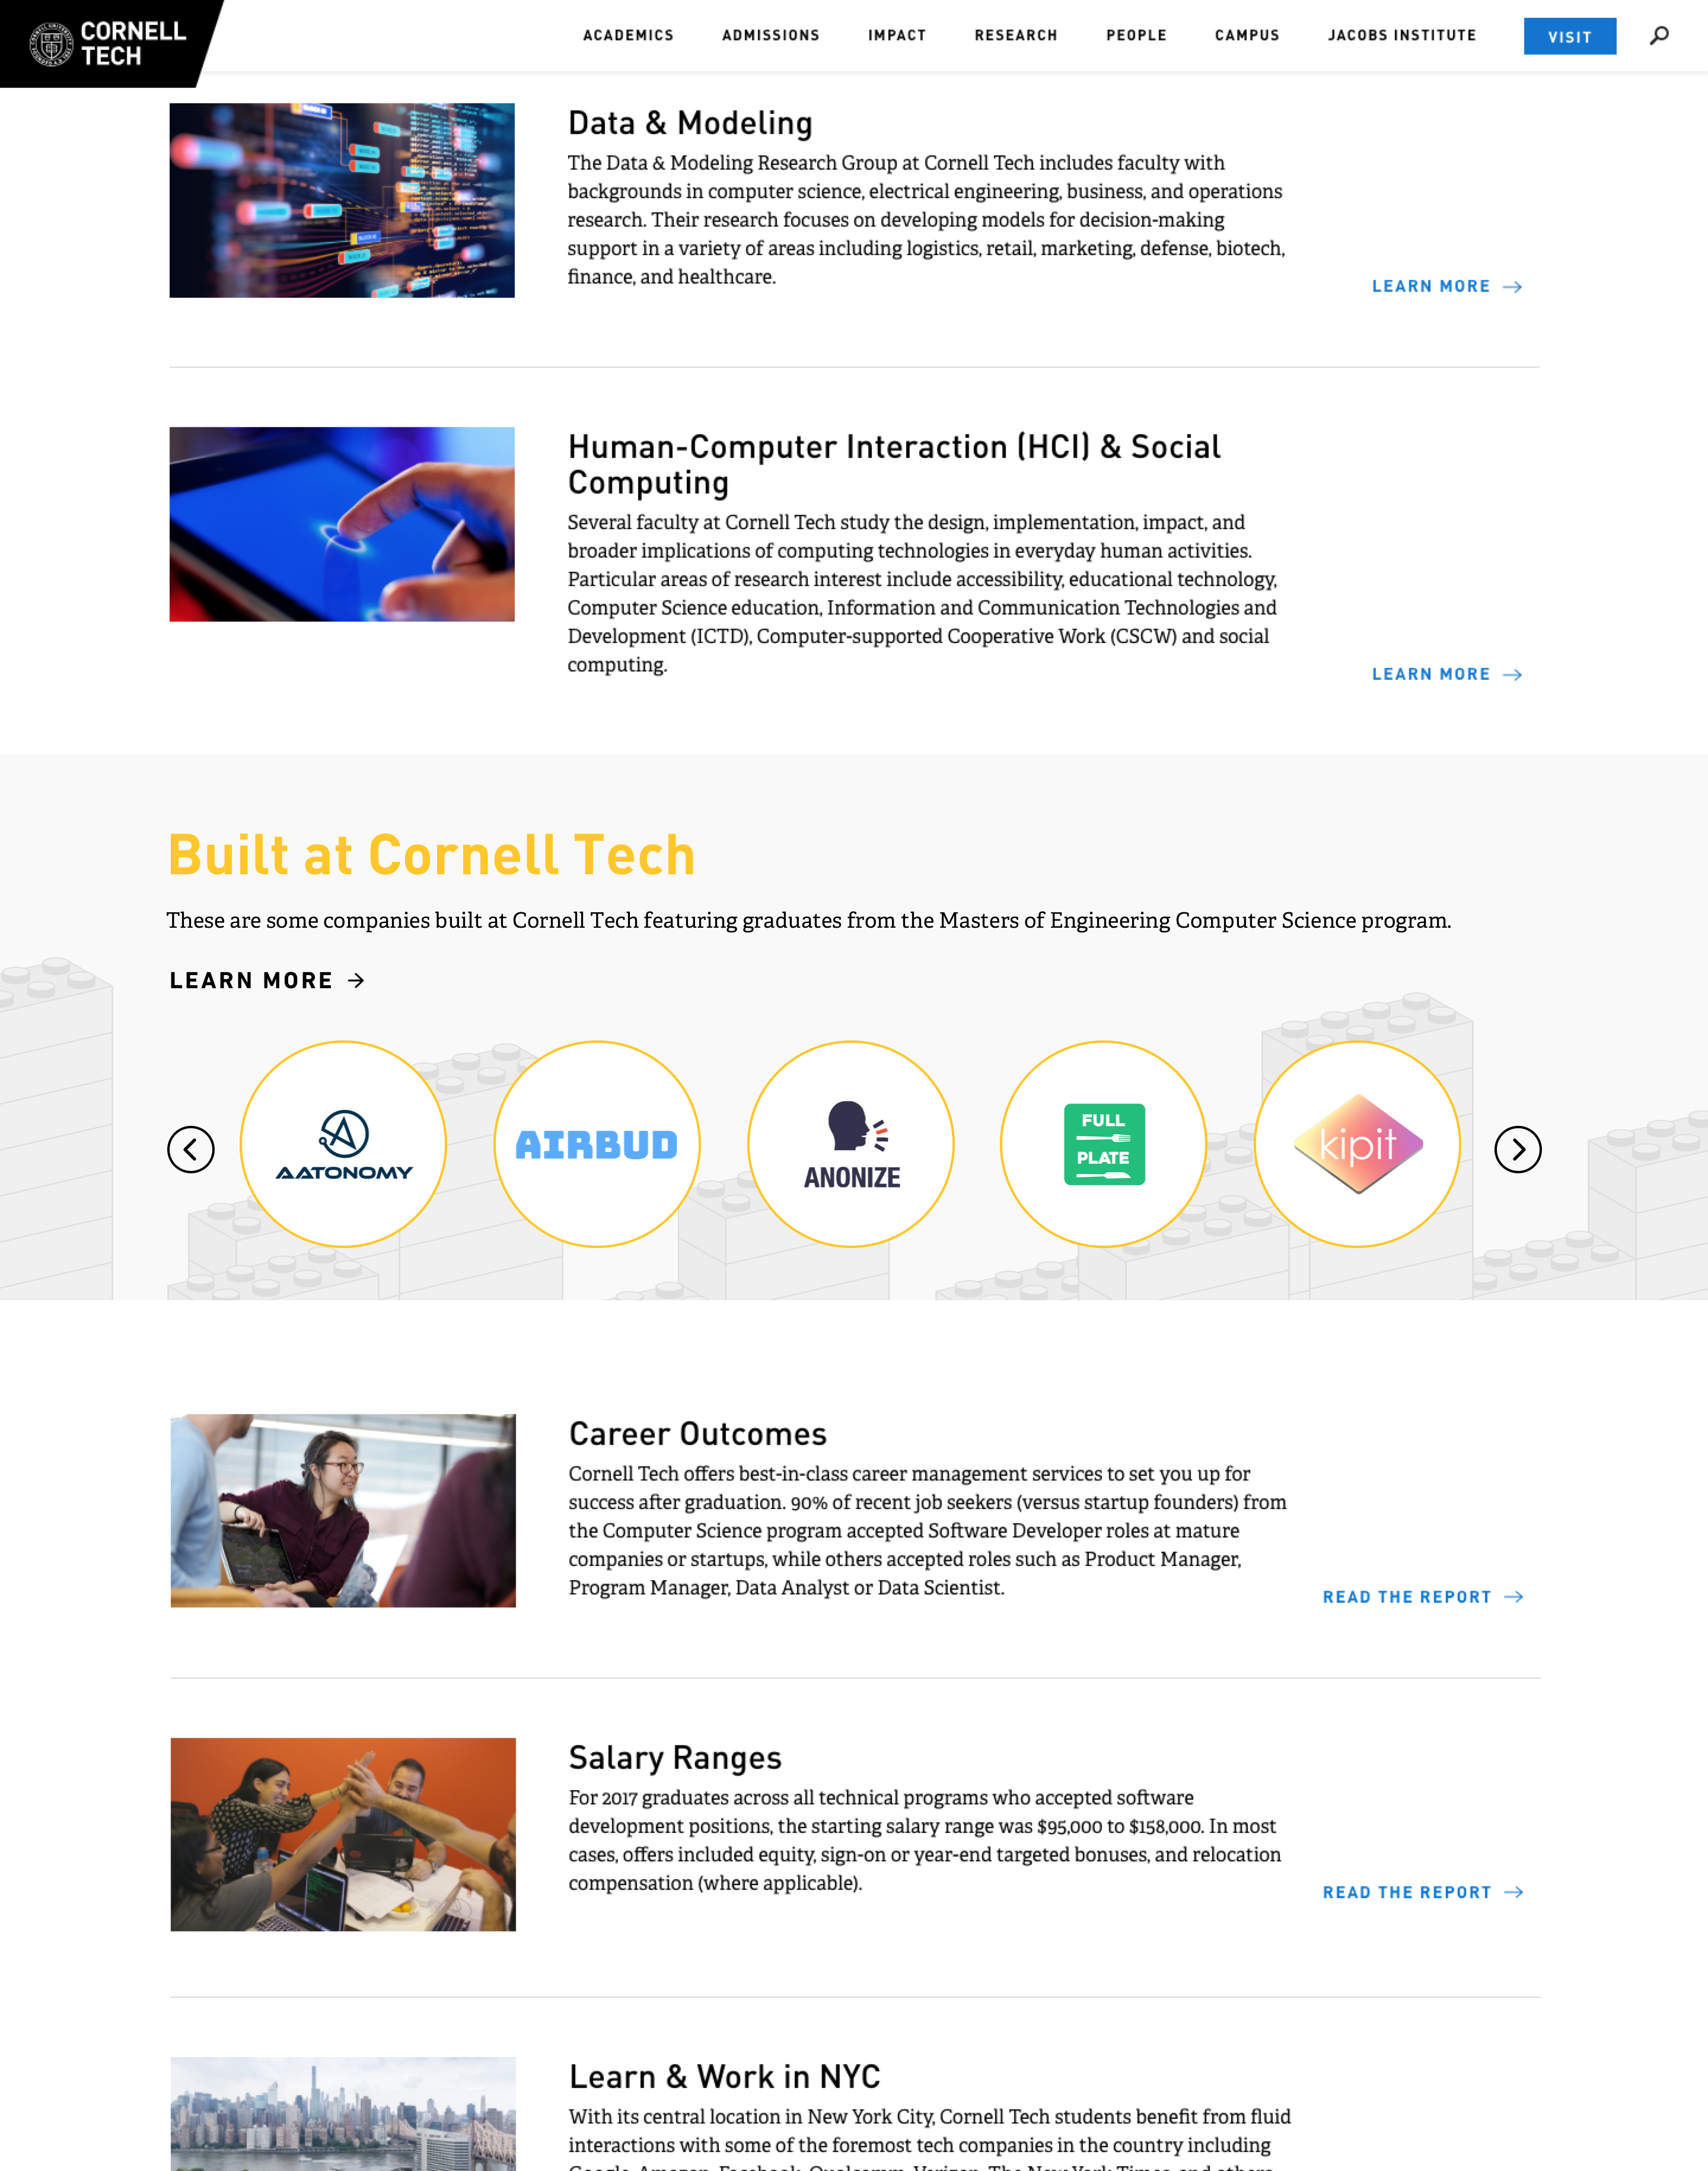 CORNELL
TECH
ACADEMICS ADMISSIONS IMPACT RESEARCH PEOPLE CAMPUS JACOBS INSTITUTE VISIT
Data & Modeling
The Data & Modeling Research Group at Cornell Tech includes faculty with
backgrounds in computer science, electrical engineering, business, and operations
research. Their research focuses on developing models for decision-making
support in a variety of areas including logistics, retail, marketing, defense, biotech,
finance, and healthcare.
LEARN MORE →
Human-Computer Interaction (HCI) & Social
Computing
Several faculty at Cornell Tech study the design, implementation, impact, and
broader implications of computing technologies in everyday human activities.
Particular areas of research interest include accessibility, educational technology,
Computer Science education, Information and Communication Technologies and
Development (ICTD), Computer-supported Cooperative Work (CSCW) and social
computing.
LEARN MORE →
Built at Cornell Tech
These are some companies built at Cornell Tech featuring graduates from the Masters of Engineering Computer Science program.
LEARN MORE →
AATONOMY
AIRBUD
ANONIZE
FULL
PLATE
kipit
Career Outcomes
Cornell Tech offers best-in-class career management services to set you up for
success after graduation. 90% of recent job seekers (versus startup founders) from
the Computer Science program accepted Software Developer roles at mature
companies or startups, while others accepted roles such as Product Manager,
Program Manager, Data Analyst or Data Scientist.
READ THE REPORT →
Salary Ranges
For 2017 graduates across all technical programs who accepted software
development positions, the starting salary range was $95,000 to $158,000. In most
cases, offers included equity, sign-on or year-end targeted bonuses, and relocation
compensation (where applicable).
READ THE REPORT →
Learn & Work in NYC
With its central location in New York City, Cornell Tech students benefit from fluid
interactions with some of the foremost tech companies in the country including
Google, Amazon, Facebook, Qualcomm, Verizon, The New York Times, and others